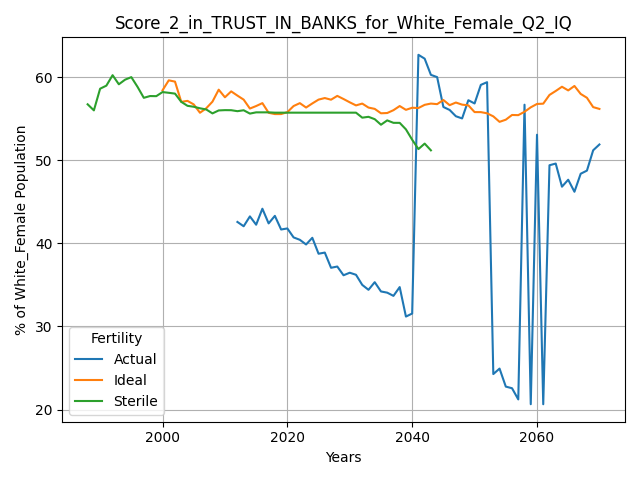 Score_2_in_TRUST_IN_BANKS_for_White_Female_Q2_IQ
% of White_Female Population
60
50
40
30
20
Fertility
Actual
Ideal
Sterile
2000
2020
2040
2060
Years